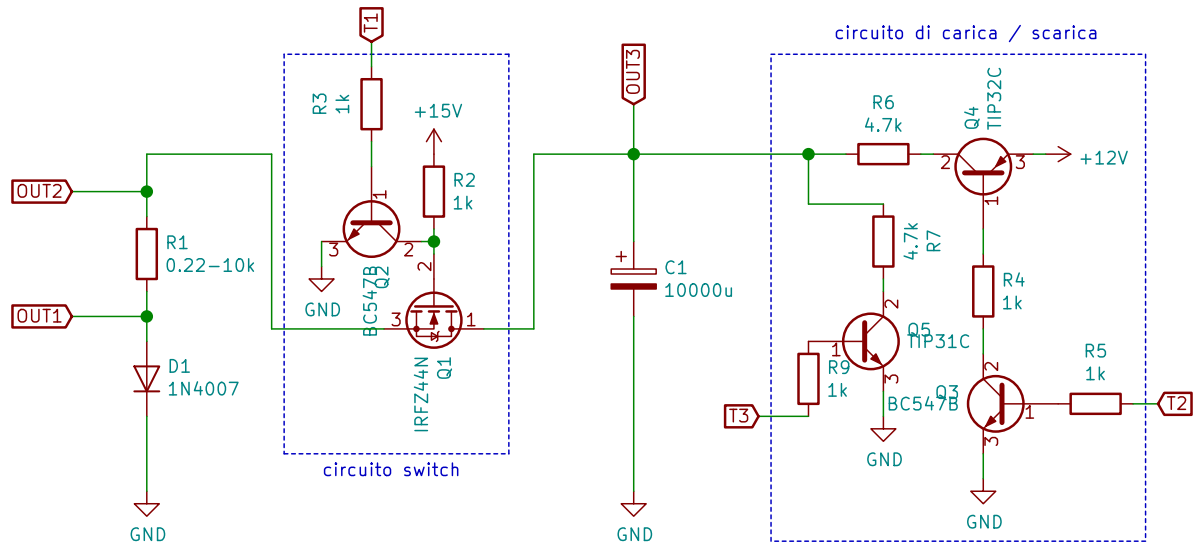 circuito di carica / scarica
T1
OUT3
R3
1k
+15V
R6
4.7k
Q4
TIP32C
2
3
+12V
1
OUT2
R1
0.22-10k
1
R2
1k
3
2
GND
BC547B
Q2
2
3
1
IRFZ44N
Q1
OUT1
D1
1N4007
GND
circuito switch
C1
10000u
GND
4.7k
R7
2
Q5
TIP31C
1
3
R9
1k
T3
GND
R4
1k
2
Q3
BC547B
1
3
R5
1k
T2
GND